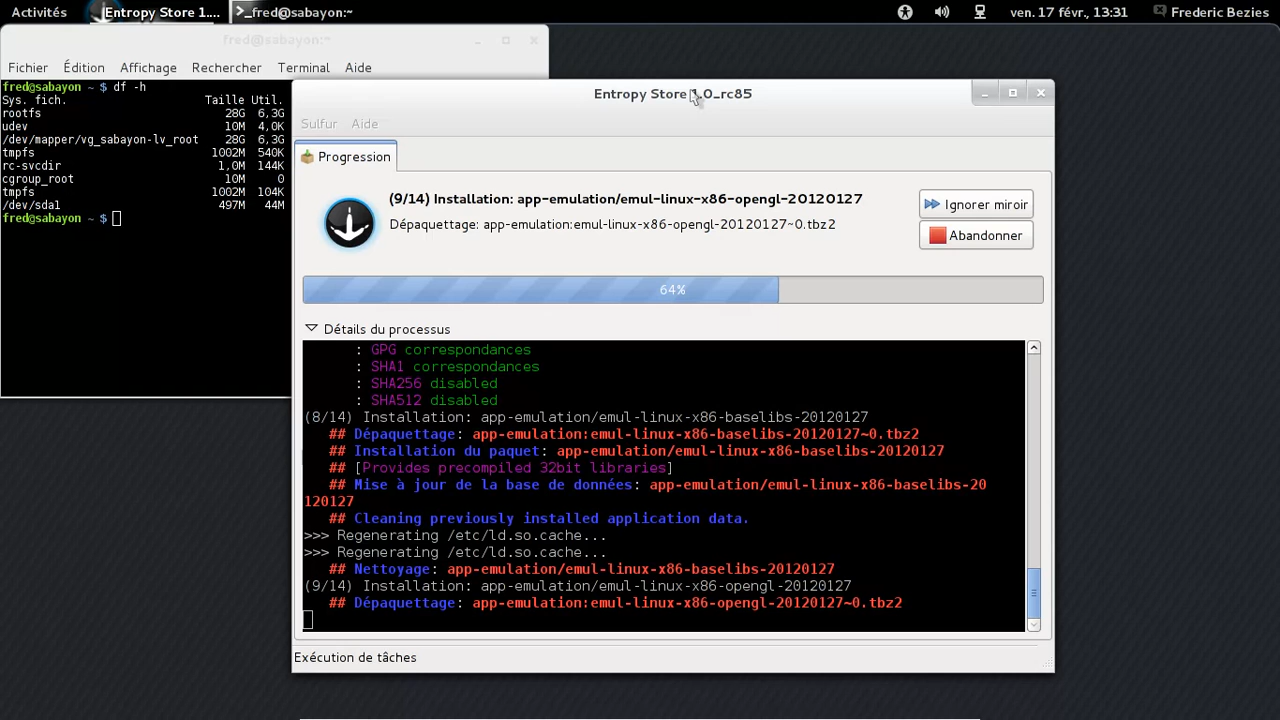 Activités
Entropy Store 1....
fred@sabayon:~
ven. 17 févr., 13:31
Frederic Bezies
fred@sabayon:~
Fichier Édition Affichage Rechercher Terminal Aide
fred@sabayon ~ $ df -h
Sys. fich. Taille Util.
rootfs 28G 6,3G
udev 10M 4,0K
/dev/mapper/vg_sabayon-lv_root 28G 6,3G
tmpfs 1002M 540K
rc-svcdir 1,0M 144K
cgroup_root 10M 0
tmpfs 1002M 104K
/dev/sda1 497M 44M
fred@sabayon ~ $
Entropy Store 1.0_rc85
Sulfur Aide
Progression
(9/14) Installation: app-emulation/emul-linux-x86-opengl-20120127
Dépaquettage: app-emulation:emul-linux-x86-opengl-20120127~0.tbz2
Ignorer miroir
Abandonner
64%
Détails du processus
: GPG correspondances
: SHA1 correspondances
: SHA256 disabled
: SHA512 disabled
(8/14) Installation: app-emulation/emul-linux-x86-baselibs-20120127
## Dépaquettage: app-emulation:emul-linux-x86-baselibs-20120127~0.tbz2
## Installation du paquet: app-emulation/emul-linux-x86-baselibs-20120127
## [Provides precompiled 32bit libraries]
## Mise à jour de la base de données: app-emulation/emul-linux-x86-baselibs-20
120127
## Cleaning previously installed application data.
>>> Regenerating /etc/ld.so.cache...
>>> Regenerating /etc/ld.so.cache...
## Nettoyage: app-emulation/emul-linux-x86-baselibs-20120127
(9/14) Installation: app-emulation/emul-linux-x86-opengl-20120127
## Dépaquettage: app-emulation:emul-linux-x86-opengl-20120127~0.tbz2
Exécution de tâches